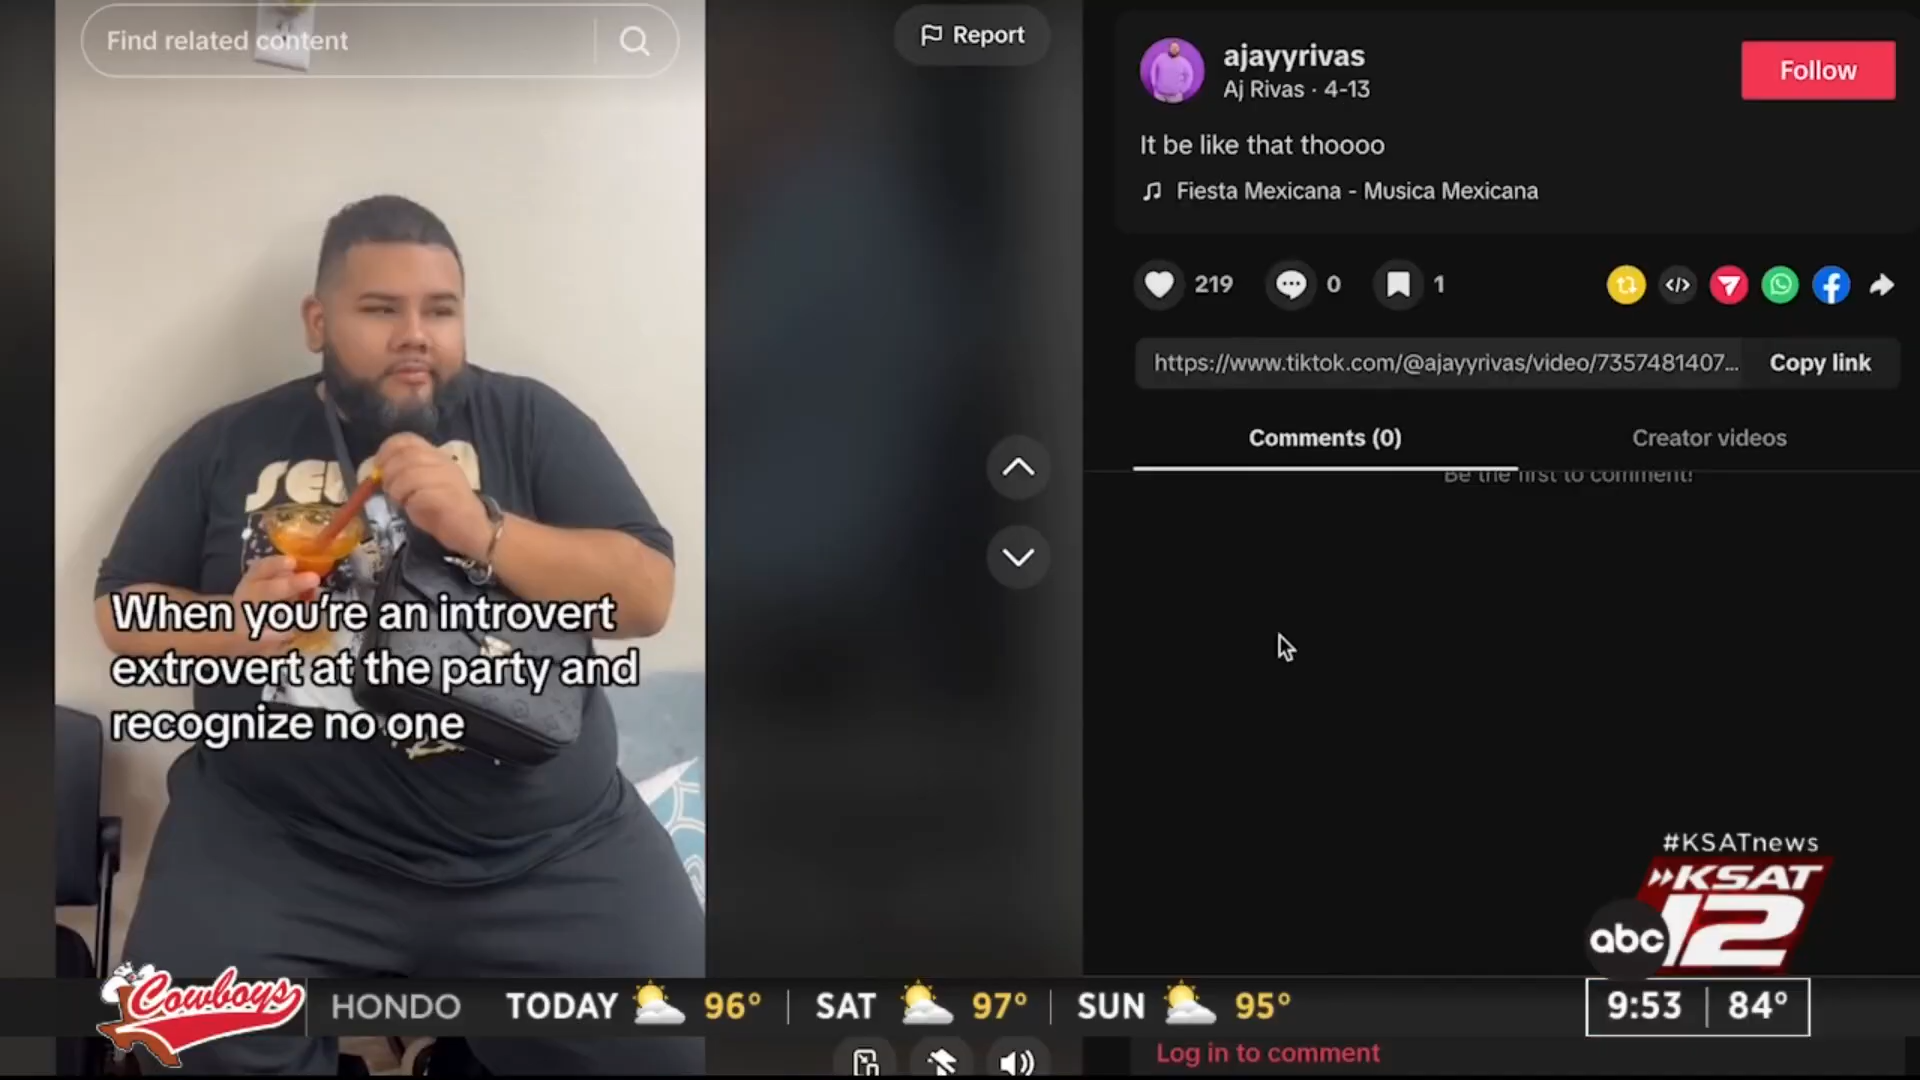 Find related content
Report
ajayyrivas
Aj Rivas · 4-13
Follow
It be like that thoooo
Fiesta Mexicana - Musica Mexicana
219
0
1
https://www.tiktok.com/@ajayyrivas/video/7357481407...
Copy link
Comments (0)
Creator videos
Be the first to comment!
When you're an introvert
extrovert at the party and
recognize no one
#KSATnews
KSAT
12
abc
Cowboys
HONDO
TODAY 96°
SAT 97°
SUN 95°
9:53
84°
Log in to comment